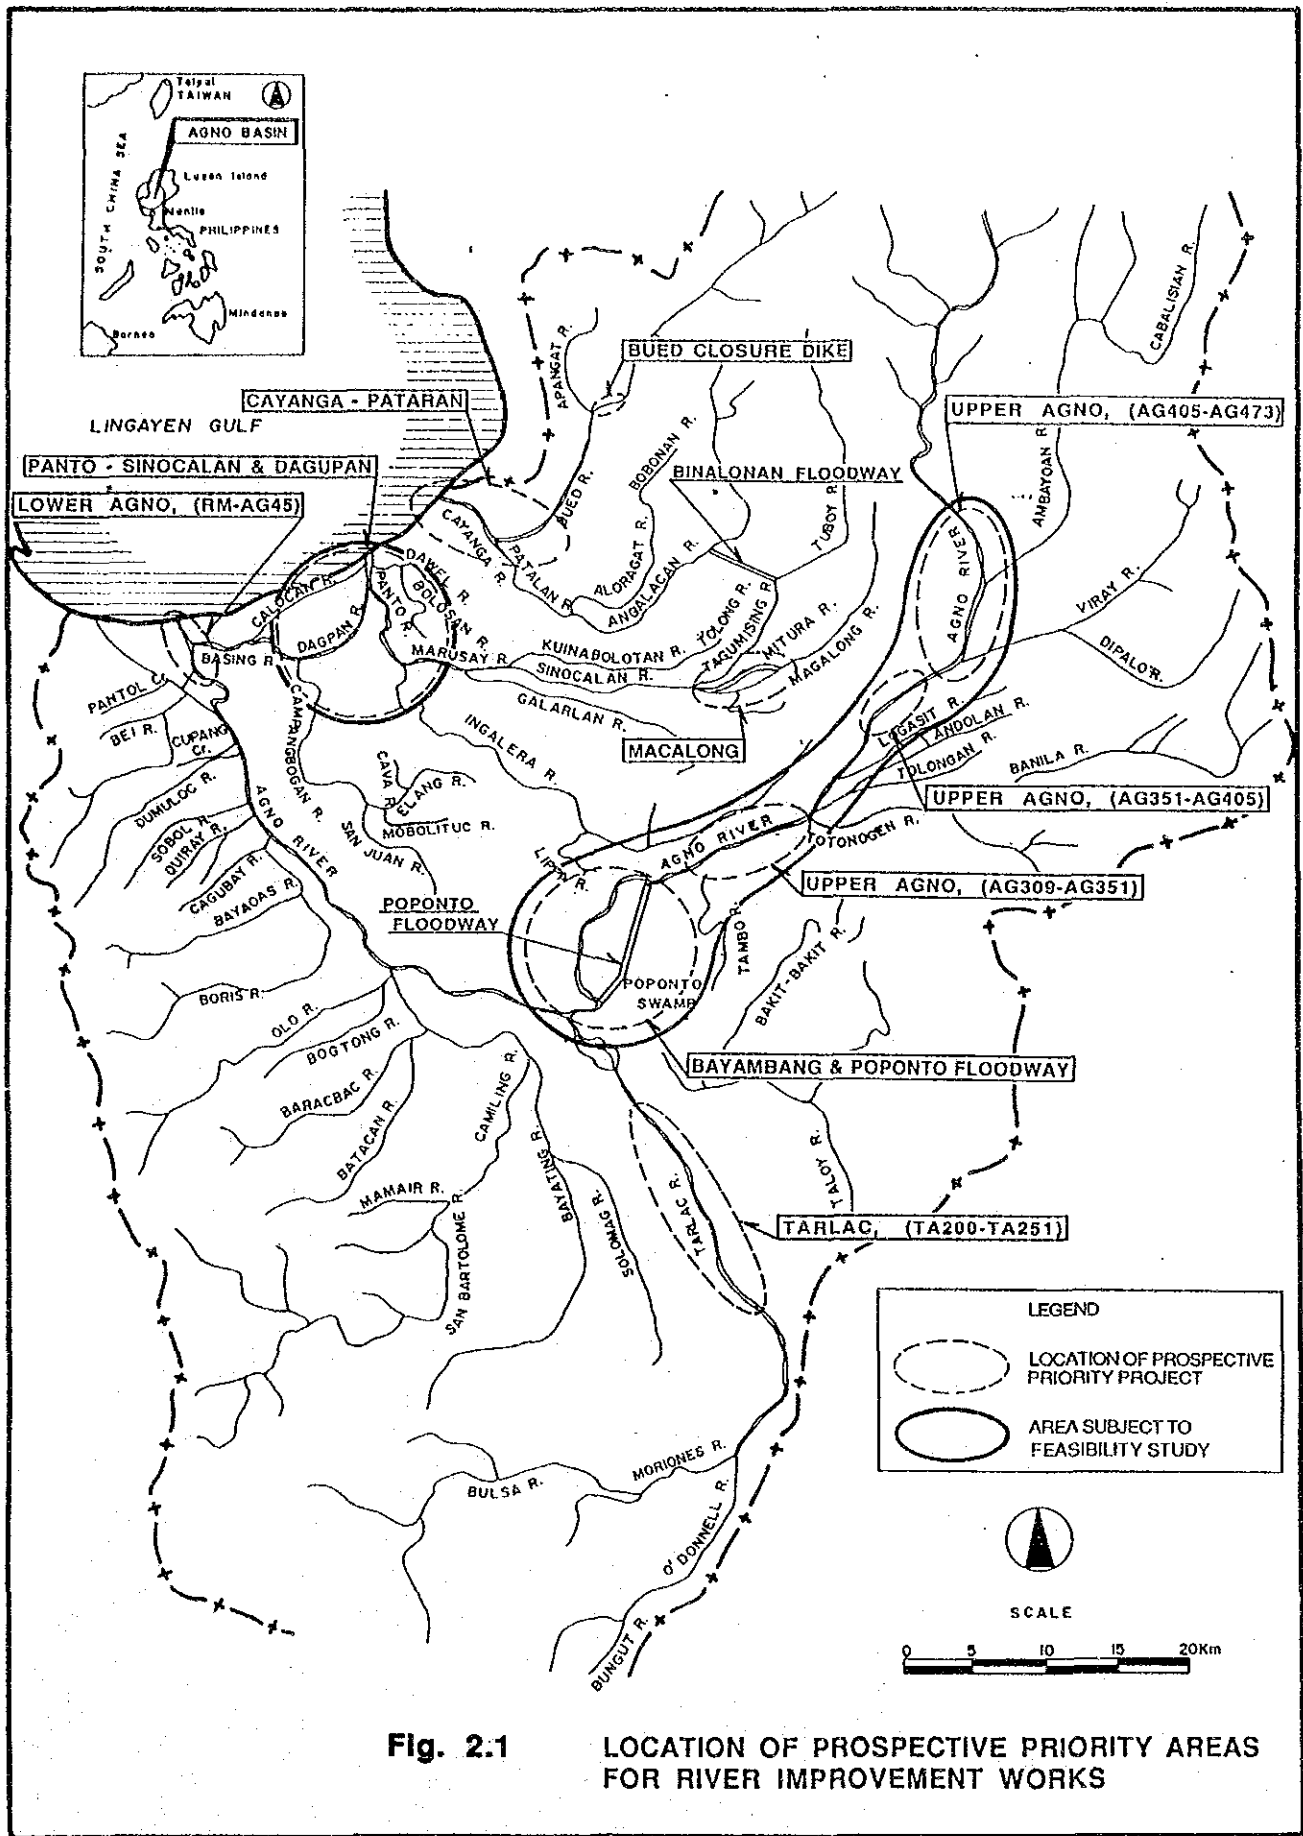 Taipai
TAIWAN
AGNO BASIN
SOUTH CHINA SEA
Luzon Island
Manila
PHILIPPINES
Mindanao
Borneo
LINGAYEN GULF
CAYANGA - PATARAN
PANTO - SINOCALAN & DAGUPAN
LOWER AGNO, (RM-AG45)
BUED CLOSURE DIKE
UPPER AGNO, (AG405-AG473)
BINALONAN FLOODWAY
APANGAT R.
BUED R.
BOBONAN R.
CABALISIAN R.
AMBAYOAN R.
TUBOY R.
CAYANGA R.
PATALAN R.
ALORAGAT R.
ANGALACAN R.
AGNO RIVER
VIRAY R.
DIPALO R.
CALOCAN R.
DAWEL R.
BOLOSAN R.
PANTO R.
DAGPAN R.
MARUSAY R.
KUINABOLOTAN R.
SINOCALAN R.
TOLONG R.
TAGUMISING R.
MITURA R.
MAGALONG R.
BASING R.
PANTOL Cr.
BEI R.
CUPANG
Cr.
GALARLAN R.
INGALERA R.
MACALONG
LOGASIT R.
ANDOLAN R.
TOLONGAN R.
BANILA R.
UPPER AGNO, (AG351-AG405)
TOTONOGEN R.
DUMULOC R.
SOBOL R.
QUIRAY R.
CAMPANGBOGAN R.
CAVA R.
ELANG R.
MOBOLITUC R.
SAN JUAN R.
AGNO RIVER
AGNO RIVER
UPPER AGNO, (AG309-AG351)
CAGUBAY R.
BAYAOAS R.
POPONTO
FLOODWAY
TAMBO R.
BAKIT-BAKIT R.
POPONTO
SWAMP
BORIS R.
OLO R.
BOGTONG R.
BARACBAC R.
BATACAN R.
CAMILING R.
BAYAMBANG & POPONTO FLOODWAY
MAMAIR R.
SAN BARTOLOME R.
BAYATING R.
SOLOMAG R.
TARLAC R.
TALOY R.
TARLAC, (TA200-TA251)
LEGEND
LOCATION OF PROSPECTIVE
PRIORITY PROJECT
AREA SUBJECT TO
FEASIBILITY STUDY
MORIONES R.
BULSA R.
O'DONNELL R.
BUNGUT R.
SCALE
0 5 10 15 20Km
Fig. 2.1 LOCATION OF PROSPECTIVE PRIORITY AREAS
FOR RIVER IMPROVEMENT WORKS